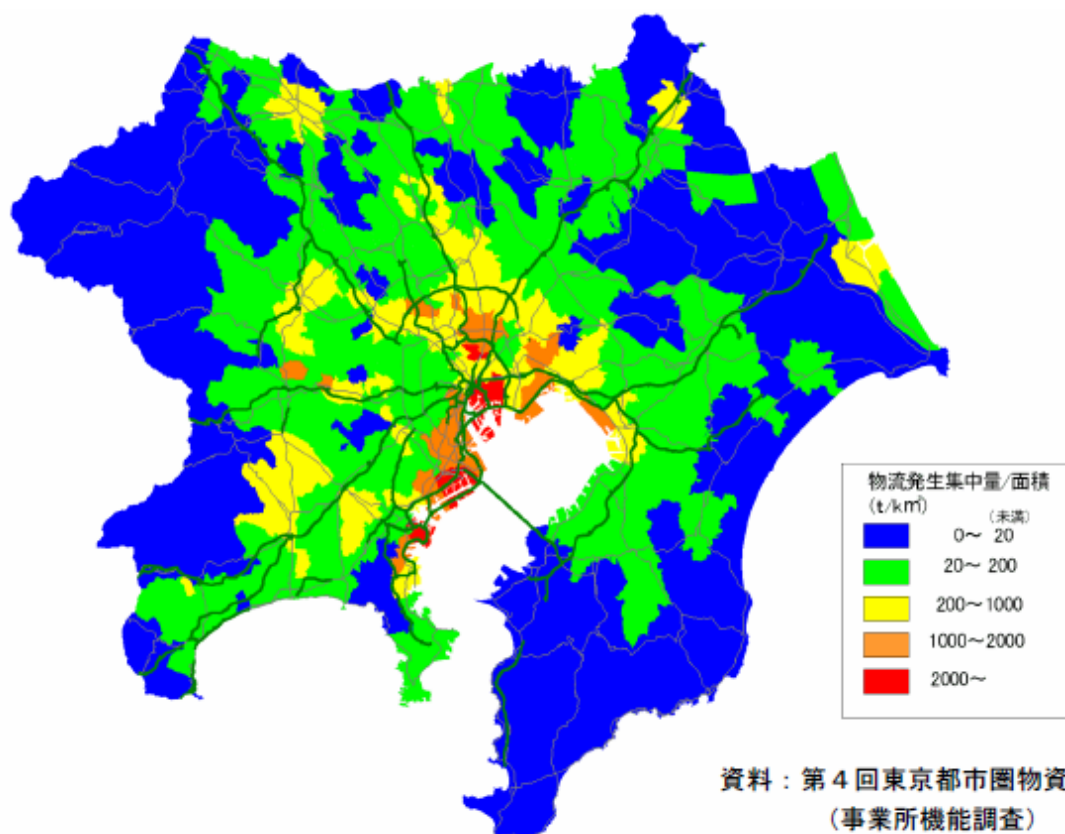 物流発生集中量/面積
(t/k㎡)
(未満)
0～ 20
20～ 200
200～1000
1000～2000
2000～
資料：第４回東京都市圏物資
（事業所機能調査）